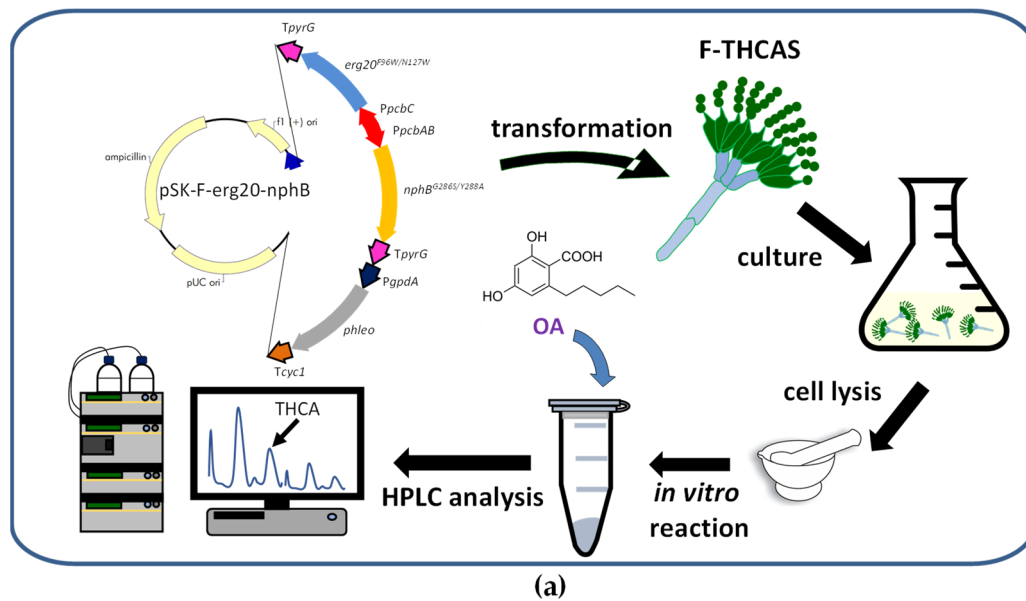 TpyrG
erg20F96W/N127W
PpcbC
PpcbAB
f1 (+) ori
ampicillin
pSK-F-erg20-nphB
nphBG286S/Y288A
pUC ori
TpyrG
PgpdA
phleo
Tcyc1
transformation
F-THCAS
culture
OH
COOH
HO
OA
cell lysis
THCA
HPLC analysis
in vitro
reaction
(a)